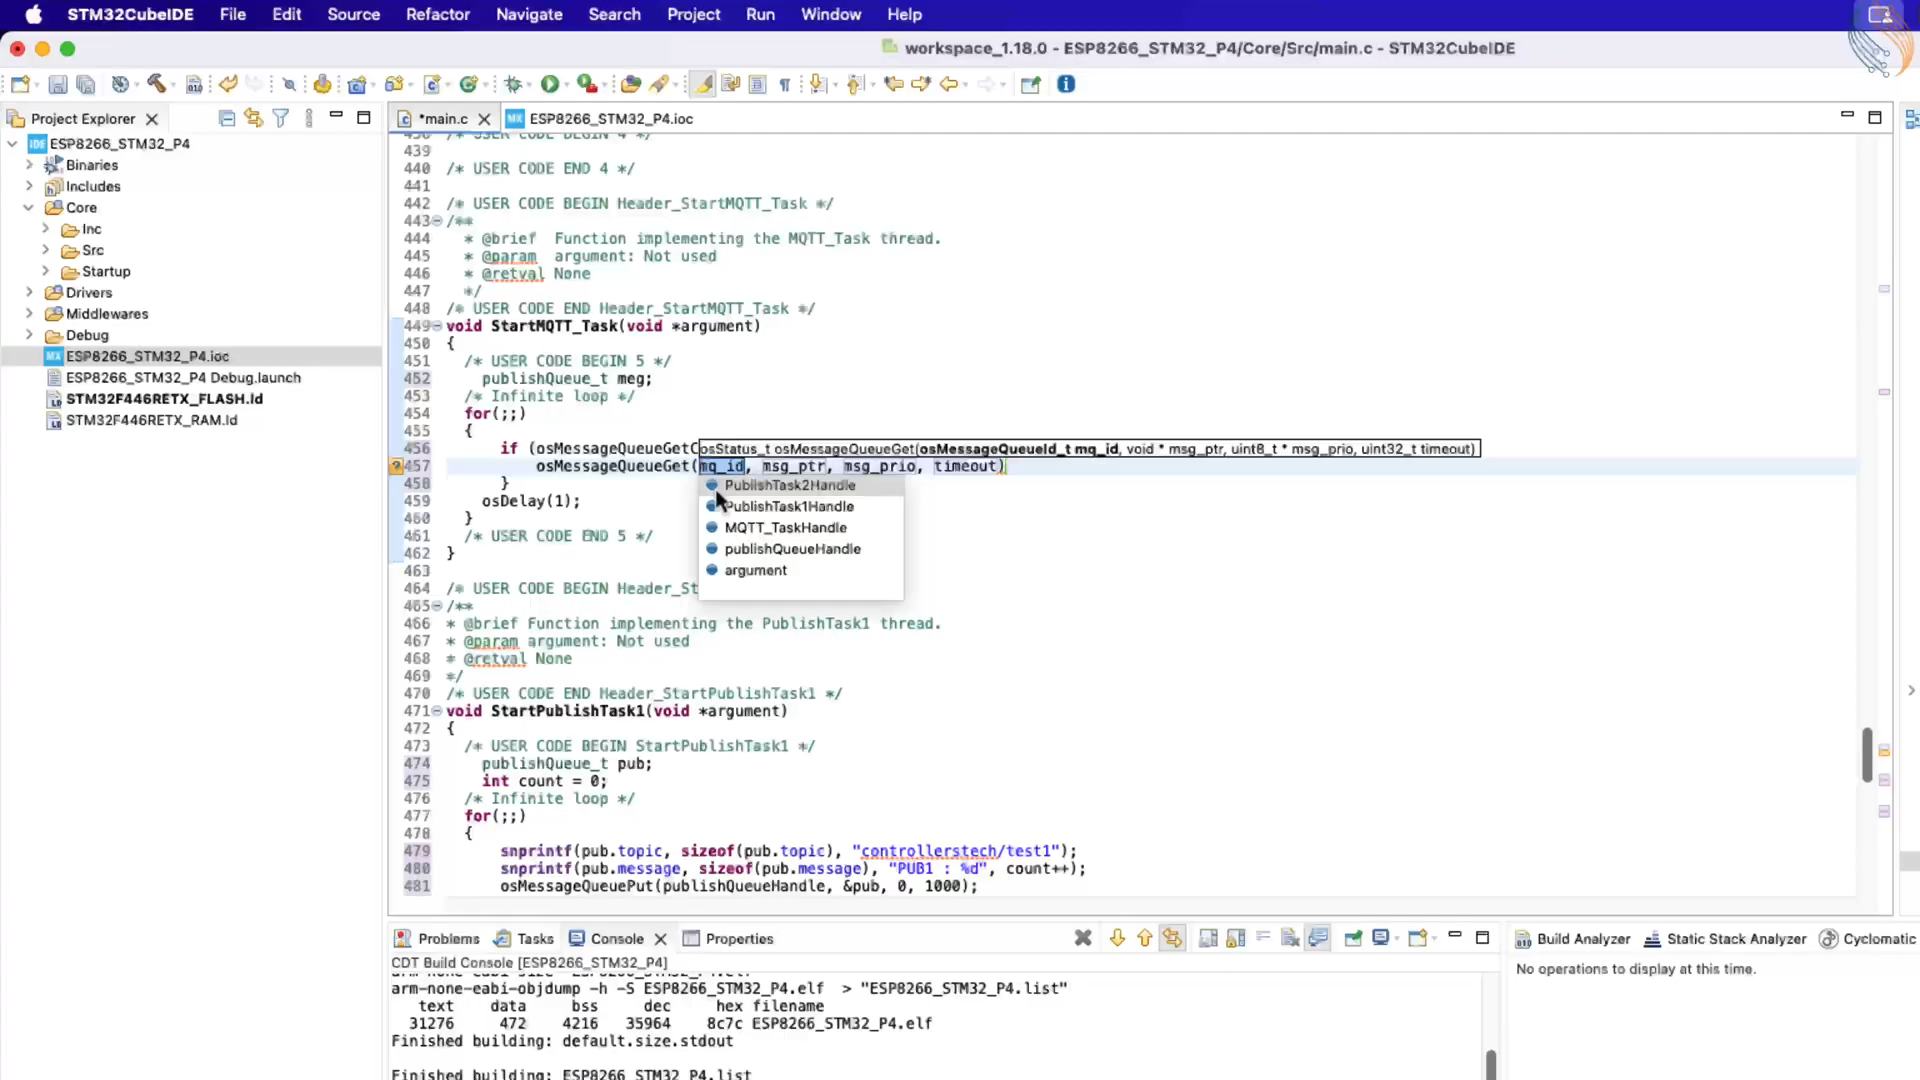 STM32CubeIDE File Edit Source Refactor Navigate Search Project Run Window Help
workspace_1.18.0 - ESP8266_STM32_P4/Core/Src/main.c - STM32CubeIDE
Project Explorer
ESP8266_STM32_P4
Binaries
Includes
Core
Inc
Src
Startup
Drivers
Middlewares
Debug
ESP8266_STM32_P4.ioc
ESP8266_STM32_P4 Debug.launch
STM32F446RETX_FLASH.ld
STM32F446RETX_RAM.ld
*main.c
ESP8266_STM32_P4.ioc
439
440 /* USER CODE END 4 */
441
442 /* USER CODE BEGIN Header_StartMQTT_Task */
443 /**
444 * @brief Function implementing the MQTT_Task thread.
445 * @param argument: Not used
446 * @retval None
447 */
448 /* USER CODE END Header_StartMQTT_Task */
449 void StartMQTT_Task(void *argument)
450 {
451 /* USER CODE BEGIN 5 */
452 publishQueue_t meg;
453 /* Infinite loop */
454 for(;;)
455 {
456 if (osMessageQueueGetC
osStatus_t osMessageQueueGet(osMessageQueueId_t mq_id, void * msg_ptr, uint8_t * msg_prio, uint32_t timeout)
457 osMessageQueueGet(mq_id, msg_ptr, msg_prio, timeout)
PublishTask2Handle
PublishTask1Handle
MQTT_TaskHandle
publishQueueHandle
argument
458 }
459 osDelay(1);
460 }
461 /* USER CODE END 5 */
462 }
463
464 /* USER CODE BEGIN Header_St
465 /**
466 * @brief Function implementing the PublishTask1 thread.
467 * @param argument: Not used
468 * @retval None
469 */
470 /* USER CODE END Header_StartPublishTask1 */
471 void StartPublishTask1(void *argument)
472 {
473 /* USER CODE BEGIN StartPublishTask1 */
474 publishQueue_t pub;
475 int count = 0;
476 /* Infinite loop */
477 for(;;)
478 {
479 snprintf(pub.topic, sizeof(pub.topic), "controllerstech/test1");
480 snprintf(pub.message, sizeof(pub.message), "PUB1 : %d", count++);
481 osMessageQueuePut(publishQueueHandle, &pub, 0, 1000);
Problems Tasks Console Properties
CDT Build Console [ESP8266_STM32_P4]
arm-none-eabi-objdump -h -S ESP8266_STM32_P4.elf > "ESP8266_STM32_P4.list"
text data bss dec hex filename
31276 472 4216 35964 8c7c ESP8266_STM32_P4.elf
Finished building: default.size.stdout
Finished building: ESP8266_STM32_P4.list
Build Analyzer Static Stack Analyzer Cyclomatic
No operations to display at this time.